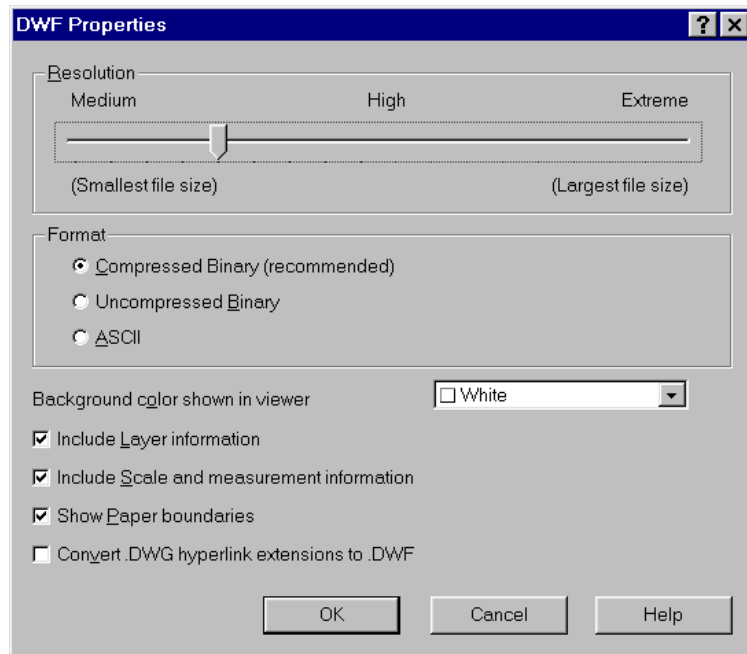 DWF Properties
Resolution
Medium High Extreme
(Smallest file size) (Largest file size)
Format
Compressed Binary (recommended)
Uncompressed Binary
ASCII
Background color shown in viewer White
Include Layer information
Include Scale and measurement information
Show Paper boundaries
Convert .DWG hyperlink extensions to .DWF
OK Cancel Help